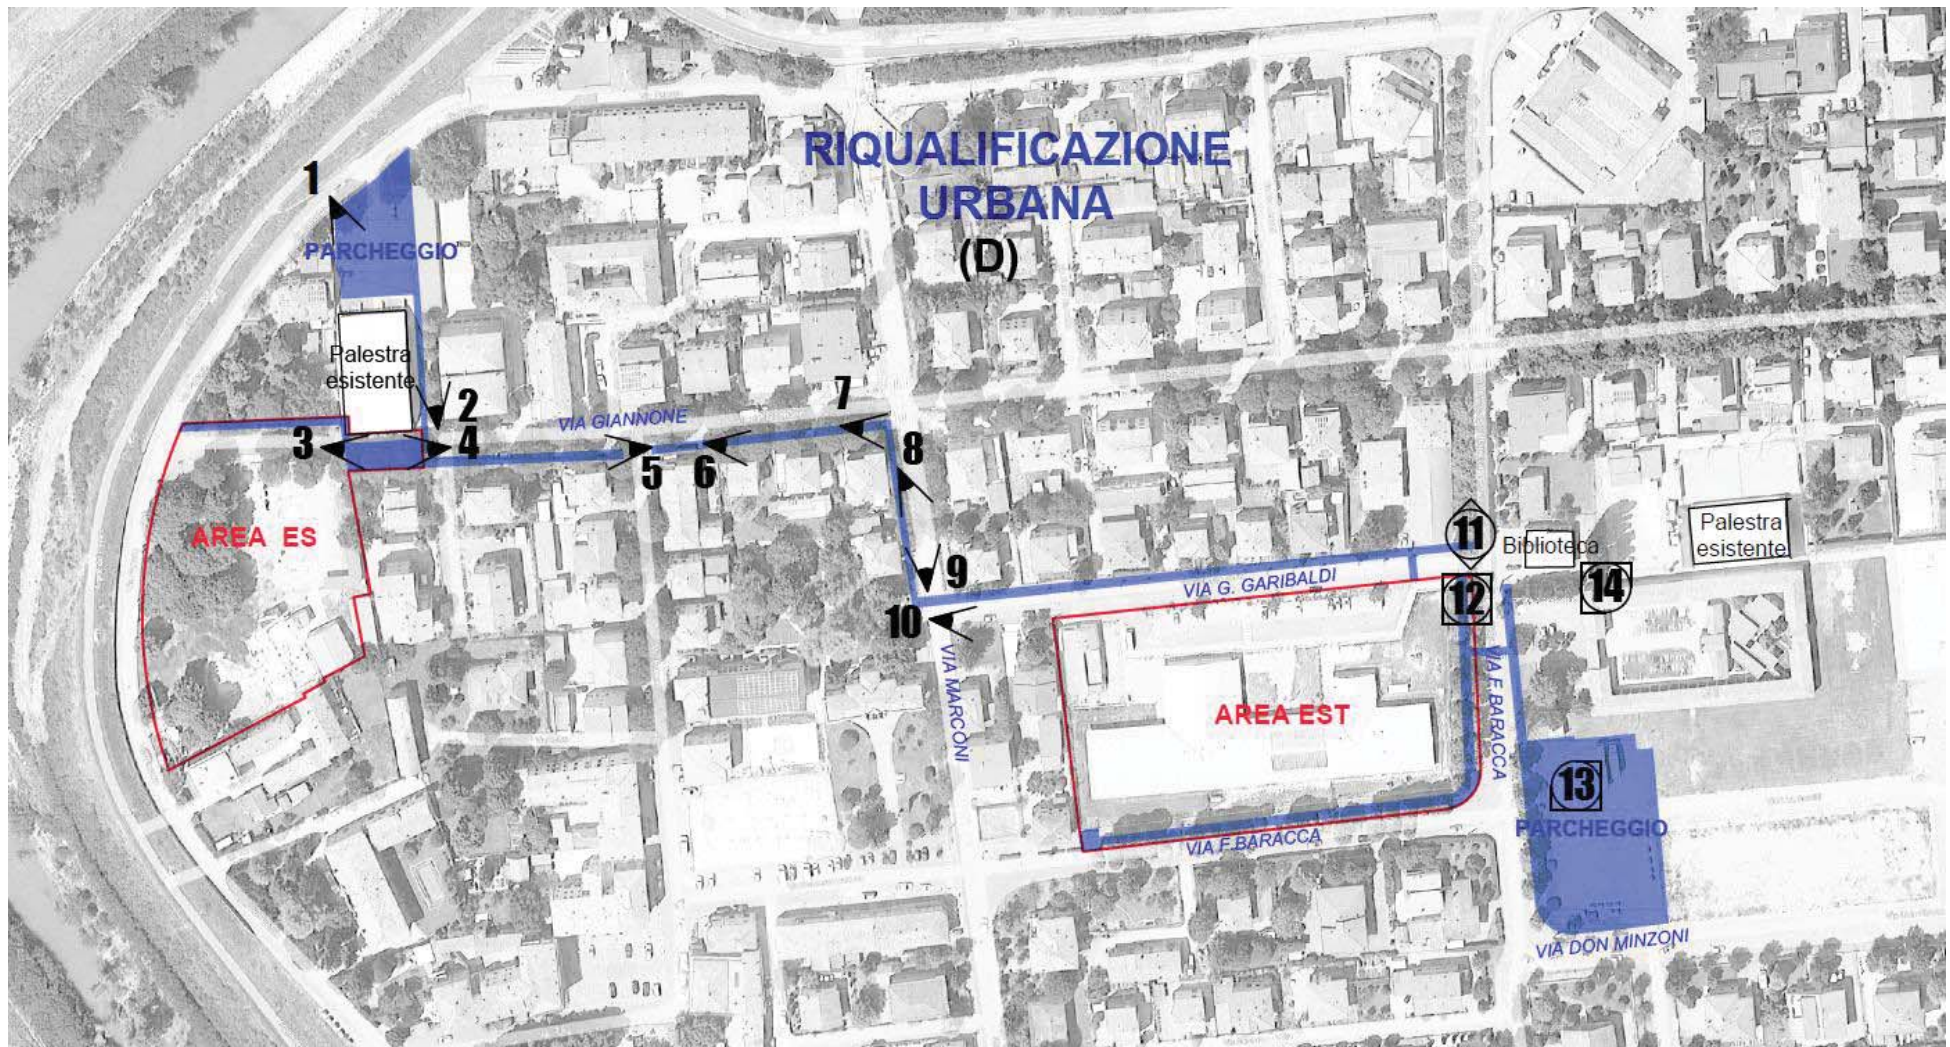 RIQUALIFICAZIONE
URBANA
(D)
1
PARCHEGGIO
Palestra
esistente
2
VIA GIANNONE
7
3
4
5
6
8
AREA ES
9
10
VIA G. GARIBALDI
11
Biblioteca
Palestra
esistente
12
14
VIA MARCONI
AREA EST
VIA F.BARACCA
13
PARCHEGGIO
VIA F.BARACCA
VIA DON MINZONI